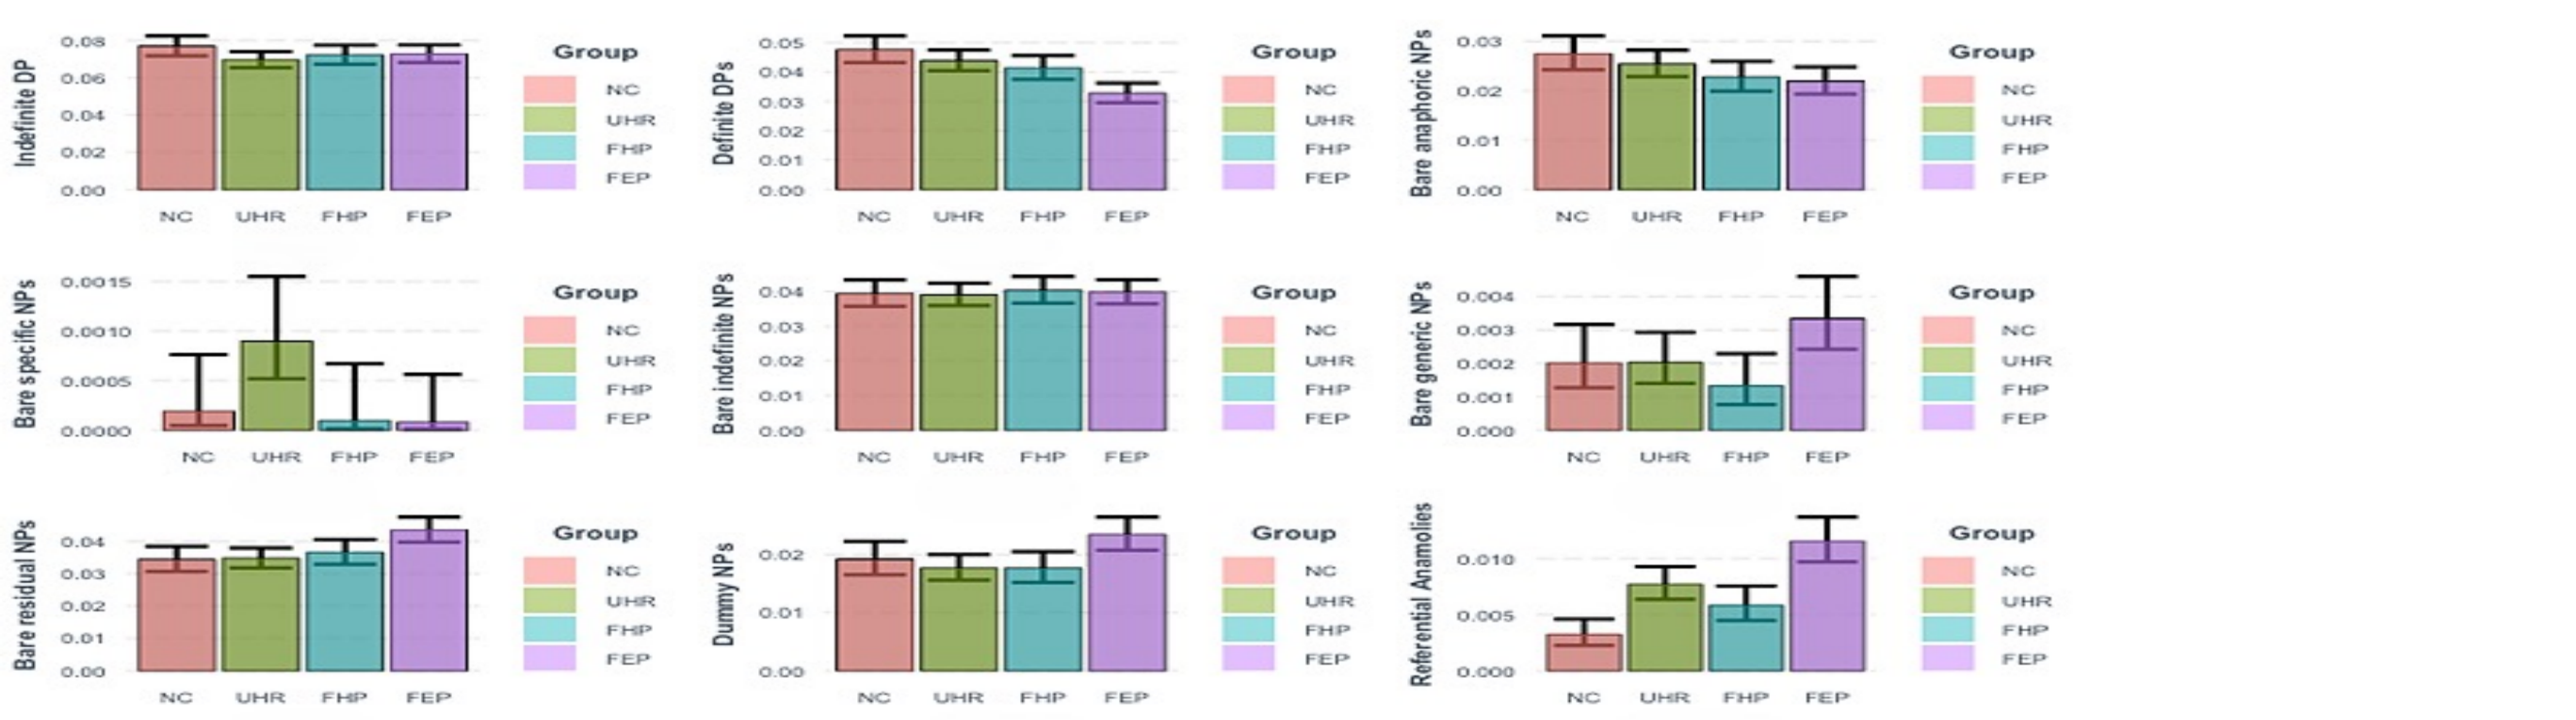 Indefinite DP
0.08
0.06
0.04
0.02
0.00
NC UHR FHP FEP
Group
NC
UHR
FHP
FEP
Definite DPs
0.05
0.04
0.03
0.02
0.01
0.00
NC UHR FHP FEP
Group
NC
UHR
FHP
FEP
Bare anaphoric NPs
0.03
0.02
0.01
0.00
NC UHR FHP FEP
Group
NC
UHR
FHP
FEP
Bare specific NPs
0.0015
0.0010
0.0005
0.0000
NC UHR FHP FEP
Group
NC
UHR
FHP
FEP
Bare indefinite NPs
0.04
0.03
0.02
0.01
0.00
NC UHR FHP FEP
Group
NC
UHR
FHP
FEP
Bare generic NPs
0.004
0.003
0.002
0.001
0.000
NC UHR FHP FEP
Group
NC
UHR
FHP
FEP
Bare residual NPs
0.04
0.03
0.02
0.01
0.00
NC UHR FHP FEP
Group
NC
UHR
FHP
FEP
Dummy NPs
0.02
0.01
0.00
NC UHR FHP FEP
Group
NC
UHR
FHP
FEP
Referential Anamolies
0.010
0.005
0.000
NC UHR FHP FEP
Group
NC
UHR
FHP
FEP